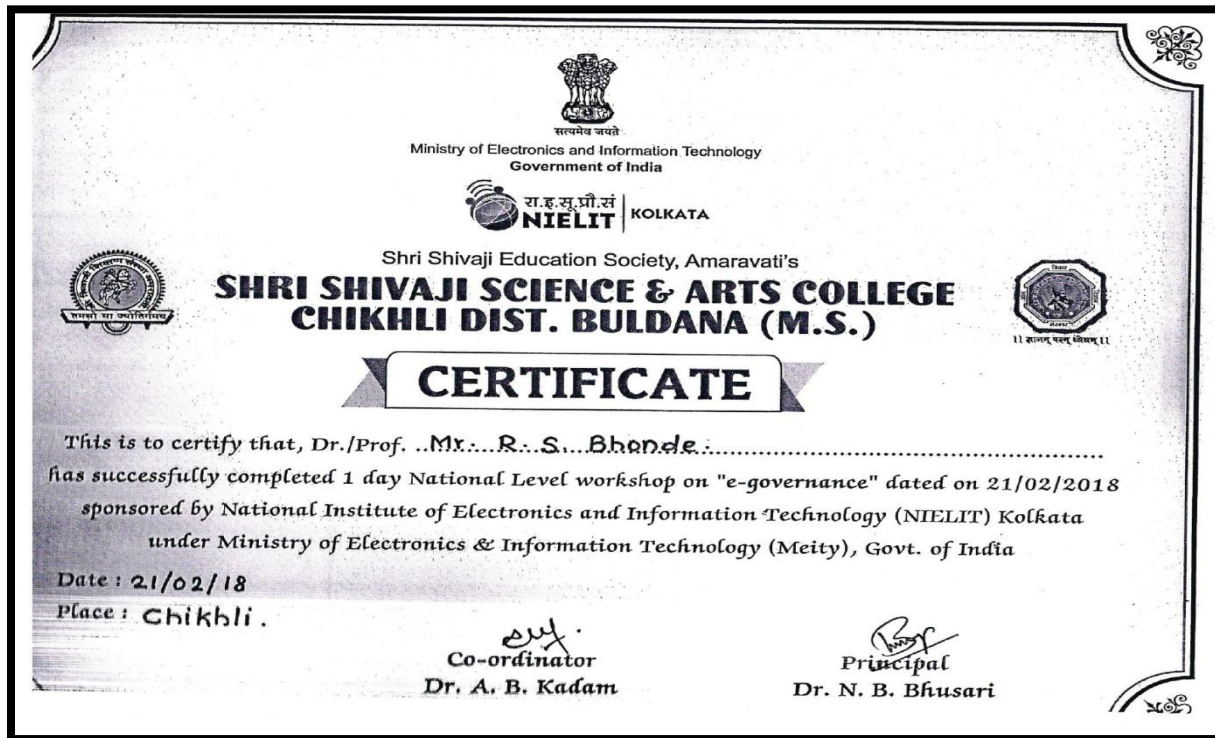 सत्यमेव जयते
Ministry of Electronics and Information Technology
Government of India
रा.इ.सू.प्रौ.सं
NIELIT KOLKATA
Shri Shivaji Education Society, Amaravati's
SHRI SHIVAJI SCIENCE & ARTS COLLEGE
CHIKHLI DIST. BULDANA (M.S.)
तमसो मा ज्योतिर्गमय
CERTIFICATE
This is to certify that, Dr./Prof. Mr. R. S. Bhonde.
has successfully completed 1 day National Level workshop on "e-governance" dated on 21/02/2018
sponsored by National Institute of Electronics and Information Technology (NIELIT) Kolkata
under Ministry of Electronics & Information Technology (Meity), Govt. of India
Date : 21/02/18
Place : Chikhli.
Co-ordinator
Dr. A. B. Kadam
Principal
Dr. N. B. Bhusari